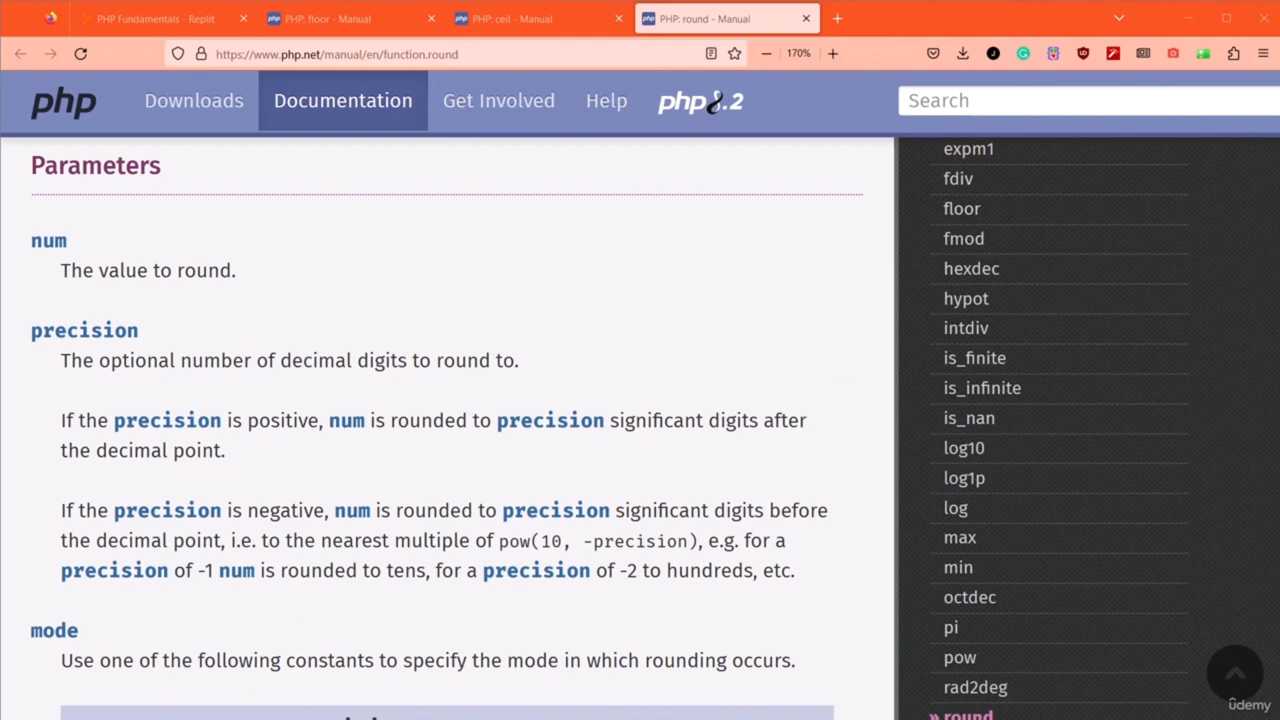 PHP Fundamentals - Replit
PHP: floor - Manual
PHP: ceil - Manual
PHP: round - Manual
https://www.php.net/manual/en/function.round
170%
php
Downloads
Documentation
Get Involved
Help
php8.2
Search
Parameters
num
The value to round.
precision
The optional number of decimal digits to round to.
If the precision is positive, num is rounded to precision significant digits after
the decimal point.
If the precision is negative, num is rounded to precision significant digits before
the decimal point, i.e. to the nearest multiple of pow(10, -precision), e.g. for a
precision of -1 num is rounded to tens, for a precision of -2 to hundreds, etc.
mode
Use one of the following constants to specify the mode in which rounding occurs.
expm1
fdiv
floor
fmod
hexdec
hypot
intdiv
is_finite
is_infinite
is_nan
log10
log1p
log
max
min
octdec
pi
pow
rad2deg
» round
ûdemy